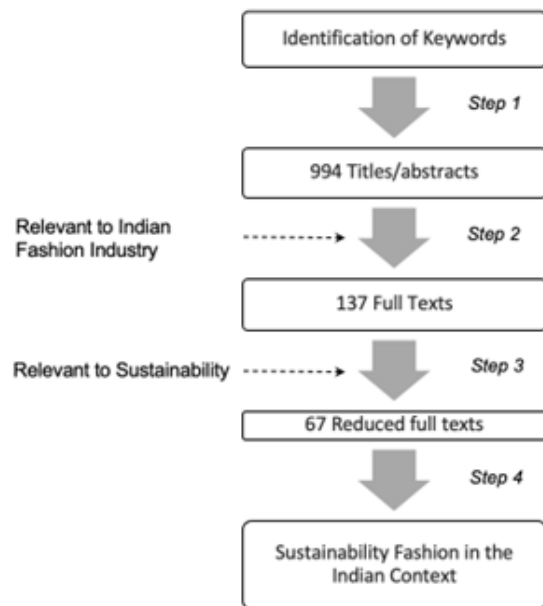 Identification of Keywords
Step 1
994 Titles/abstracts
Relevant to Indian
Fashion Industry
Step 2
137 Full Texts
Relevant to Sustainability
Step 3
67 Reduced full texts
Step 4
Sustainability Fashion in the
Indian Context